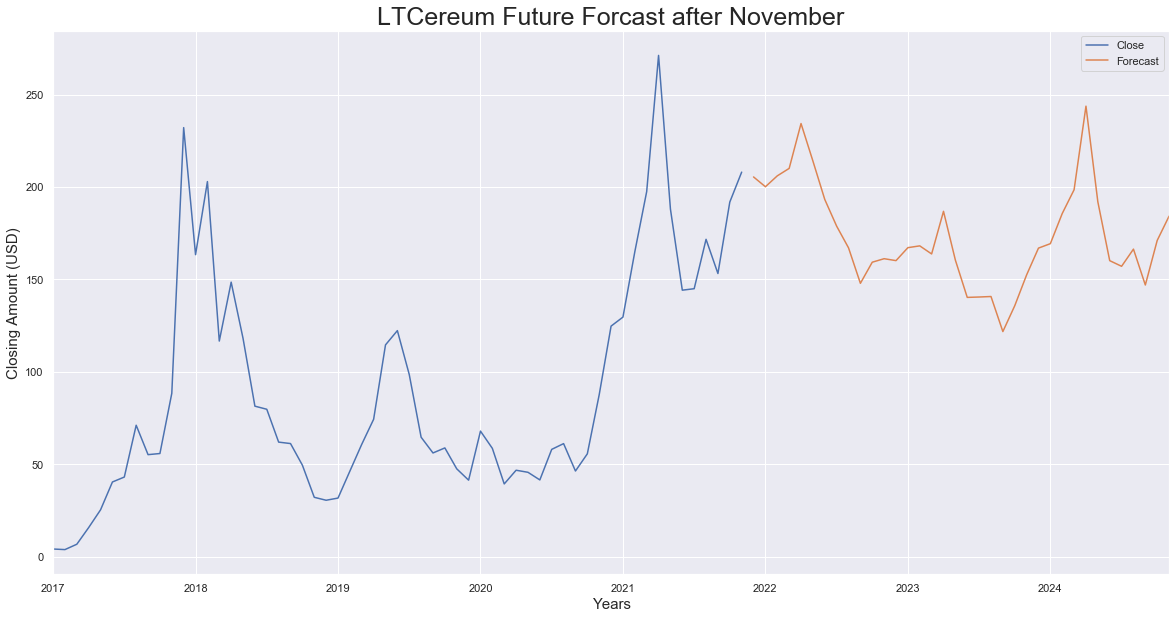 LTCereum Future Forcast after November
Close
Forecast
Closing Amount (USD)
250
200
150
100
50
0
2017 2018 2019 2020 2021 2022 2023 2024
Years